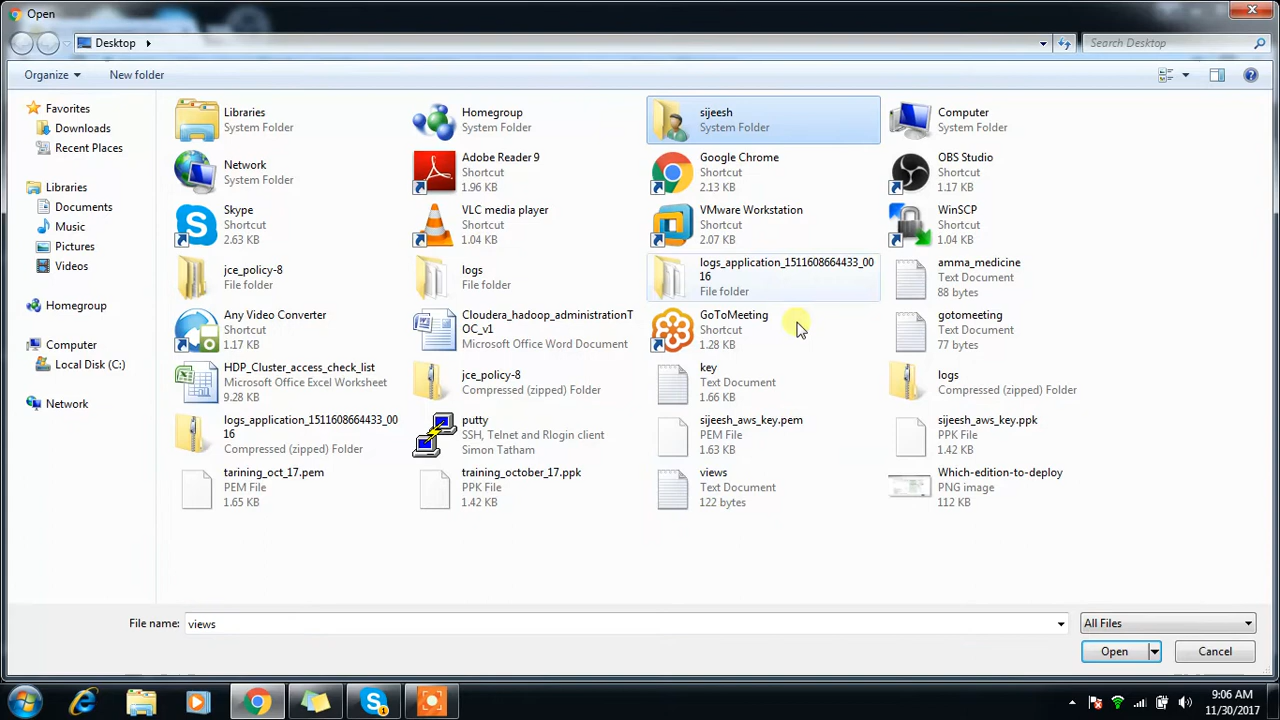 Open
Desktop
Search Desktop
Organize
New folder
Favorites
Downloads
Recent Places
Libraries
Documents
Music
Pictures
Videos
Homegroup
Computer
Local Disk (C:)
Network
Libraries
System Folder
Homegroup
System Folder
sijeesh
System Folder
Computer
System Folder
Network
System Folder
Adobe Reader 9
Shortcut
1.96 KB
Google Chrome
Shortcut
2.13 KB
OBS Studio
Shortcut
1.17 KB
Skype
Shortcut
2.63 KB
VLC media player
Shortcut
1.04 KB
VMware Workstation
Shortcut
2.07 KB
WinSCP
Shortcut
1.04 KB
jce_policy-8
File folder
logs
File folder
logs_application_1511608664433_00
16
File folder
amma_medicine
Text Document
88 bytes
Any Video Converter
Shortcut
1.17 KB
Cloudera_hadoop_administrationT
OC_v1
Microsoft Office Word Document
GoToMeeting
Shortcut
1.28 KB
gotomeeting
Text Document
77 bytes
HDP_Cluster_access_check_list
Microsoft Office Excel Worksheet
9.28 KB
jce_policy-8
Compressed (zipped) Folder
key
Text Document
1.66 KB
logs
Compressed (zipped) Folder
logs_application_1511608664433_00
16
Compressed (zipped) Folder
putty
SSH, Telnet and Rlogin client
Simon Tatham
sijeesh_aws_key.pem
PEM File
1.63 KB
sijeesh_aws_key.ppk
PPK File
1.42 KB
tarining_oct_17.pem
PEM File
1.65 KB
training_october_17.ppk
PPK File
1.42 KB
views
Text Document
122 bytes
Which-edition-to-deploy
PNG image
112 KB
File name: views
All Files
Open
Cancel
9:06 AM
11/30/2017